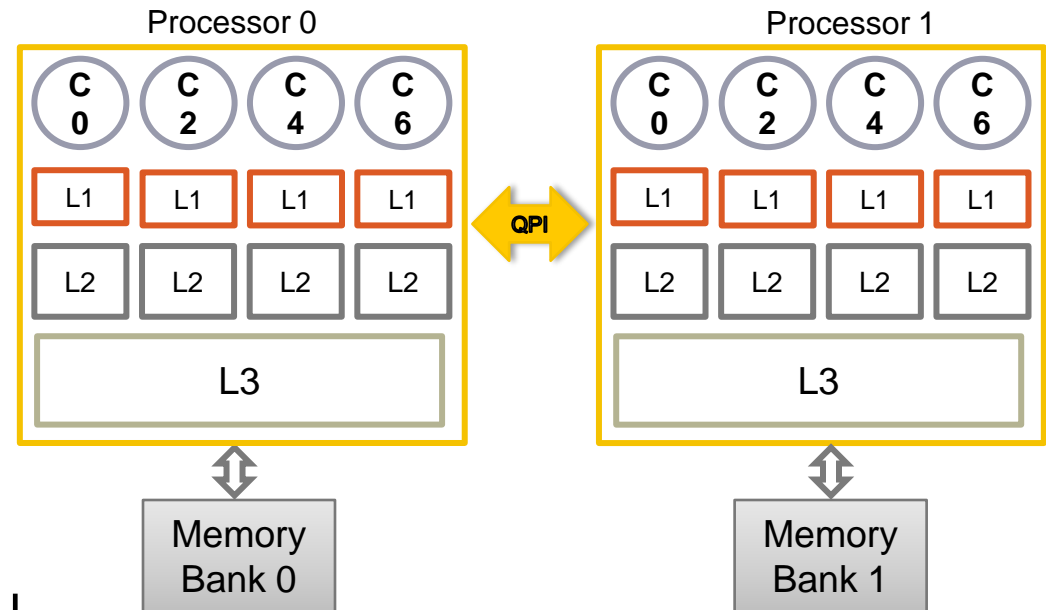 Processor 0
Processor 1
C C C C
0 2 4 6
C C C C
0 2 4 6
L1 L1 L1 L1
L1 L1 L1 L1
QPI
L2 L2 L2 L2
L2 L2 L2 L2
L3
L3
Memory
Bank 0
Memory
Bank 1